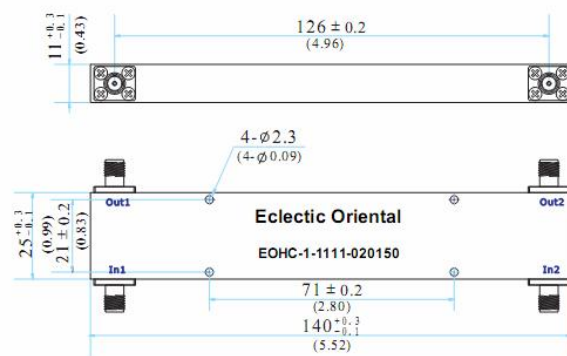 126 ± 0.2
(4.96)
11 +0.3 -0.1
(0.43)
4-Ø2.3
(4-Ø0.09)
Out1
Out2
Eclectic Oriental
EOHC-1-1111-020150
25 +0.3 -0.1
(0.99)
21 ± 0.2
(0.83)
In1
In2
71 ± 0.2
(2.80)
140 +0.3 -0.1
(5.52)